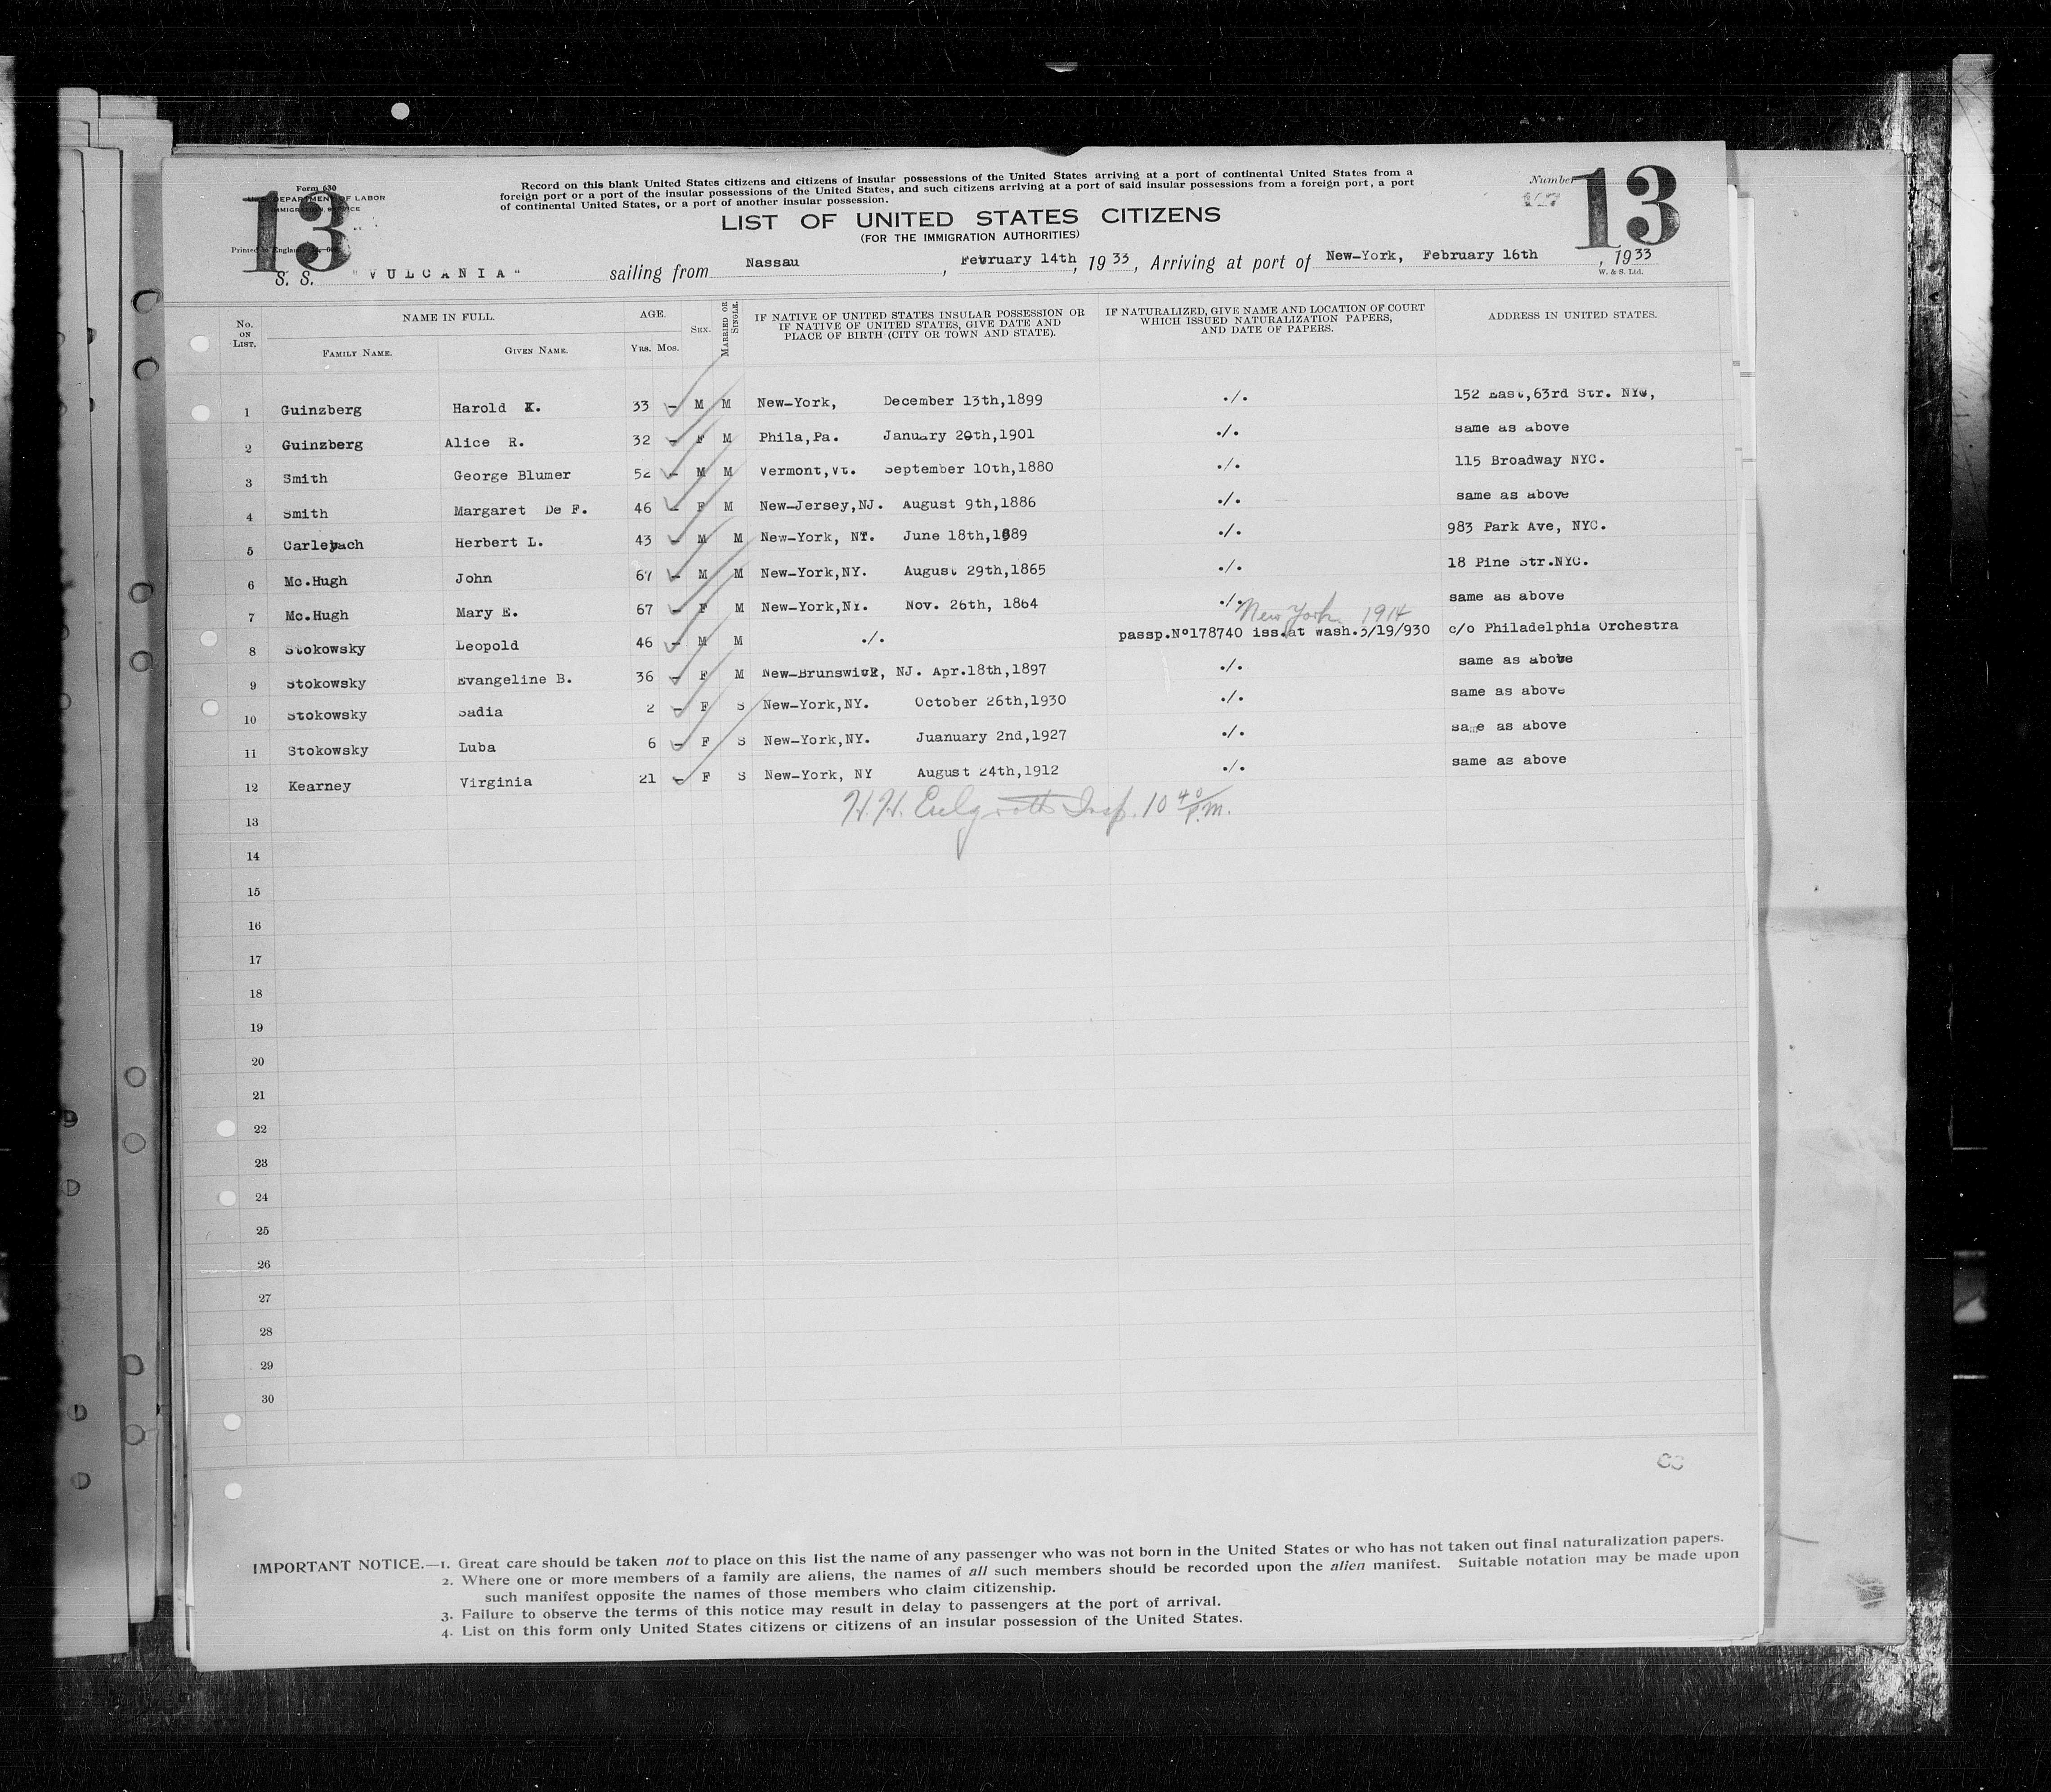 13
Form 630
U. S. DEPARTMENT OF LABOR
IMMIGRATION SERVICE
Record on this blank United States citizens and citizens of insular possessions of the United States arriving at a port of continental United States from a
foreign port or a port of the insular possessions of the United States, and such citizens arriving at a port of said insular possessions from a foreign port, a port
of continental United States, or a port of another insular possession.
Number
13
LIST OF UNITED STATES CITIZENS
(FOR THE IMMIGRATION AUTHORITIES)
Printed in England
S. S. "VULCANIA" sailing from Nassau, February 14th, 1933, Arriving at port of New-York, February 16th, 1933
W. & S. Ltd.
No. ON LIST. NAME IN FULL. FAMILY NAME. GIVEN NAME. AGE. YRS. MOS. SEX. MARRIED OR SINGLE. IF NATIVE OF UNITED STATES INSULAR POSSESSION OR IF NATIVE OF UNITED STATES, GIVE DATE AND PLACE OF BIRTH (CITY OR TOWN AND STATE). IF NATURALIZED, GIVE NAME AND LOCATION OF COURT WHICH ISSUED NATURALIZATION PAPERS, AND DATE OF PAPERS. ADDRESS IN UNITED STATES.
1 Guinzberg Harold K. 33 - M M New-York, December 13th,1899 ./. 152 East,63rd Str. NYC,
2 Guinzberg Alice R. 32 - F M Phila,Pa. January 20th,1901 ./. same as above
3 Smith George Blumer 52 - M M Vermont,Vt. September 10th,1880 ./. 115 Broadway NYC.
4 Smith Margaret De F. 46 - F M New-Jersey,NJ. August 9th,1886 ./. same as above
5 Carlebach Herbert L. 43 - M M New-York, NY. June 18th,1889 ./. 983 Park Ave, NYC.
6 Mc.Hugh John 67 - M M New-York,NY. August 29th,1865 ./. 18 Pine Str.NYC.
7 Mc.Hugh Mary E. 67 - F M New-York,NY. Nov. 26th, 1864 ./. same as above
New York 1914
8 Stokowsky Leopold 46 - M M ./. passp.Nº178740 iss.at wash.5/19/930 c/o Philadelphia Orchestra
9 Stokowsky Evangeline B. 36 - F M New-Brunswick, NJ. Apr.18th,1897 ./. same as above
10 Stokowsky Sadia 2 - F S New-York,NY. October 26th,1930 ./. same as above
11 Stokowsky Luba 6 - F S New-York,NY. Juanuary 2nd,1927 ./. same as above
12 Kearney Virginia 21 - F S New-York, NY August 24th,1912 ./. same as above
H. H. Insp. 10 40 P.M.
13
14
15
16
17
18
19
20
21
22
23
24
25
26
27
28
29
30
IMPORTANT NOTICE.—1. Great care should be taken not to place on this list the name of any passenger who was not born in the United States or who has not taken out final naturalization papers.
2. Where one or more members of a family are aliens, the names of all such members should be recorded upon the alien manifest. Suitable notation may be made upon
such manifest opposite the names of those members who claim citizenship.
3. Failure to observe the terms of this notice may result in delay to passengers at the port of arrival.
4. List on this form only United States citizens or citizens of an insular possession of the United States.